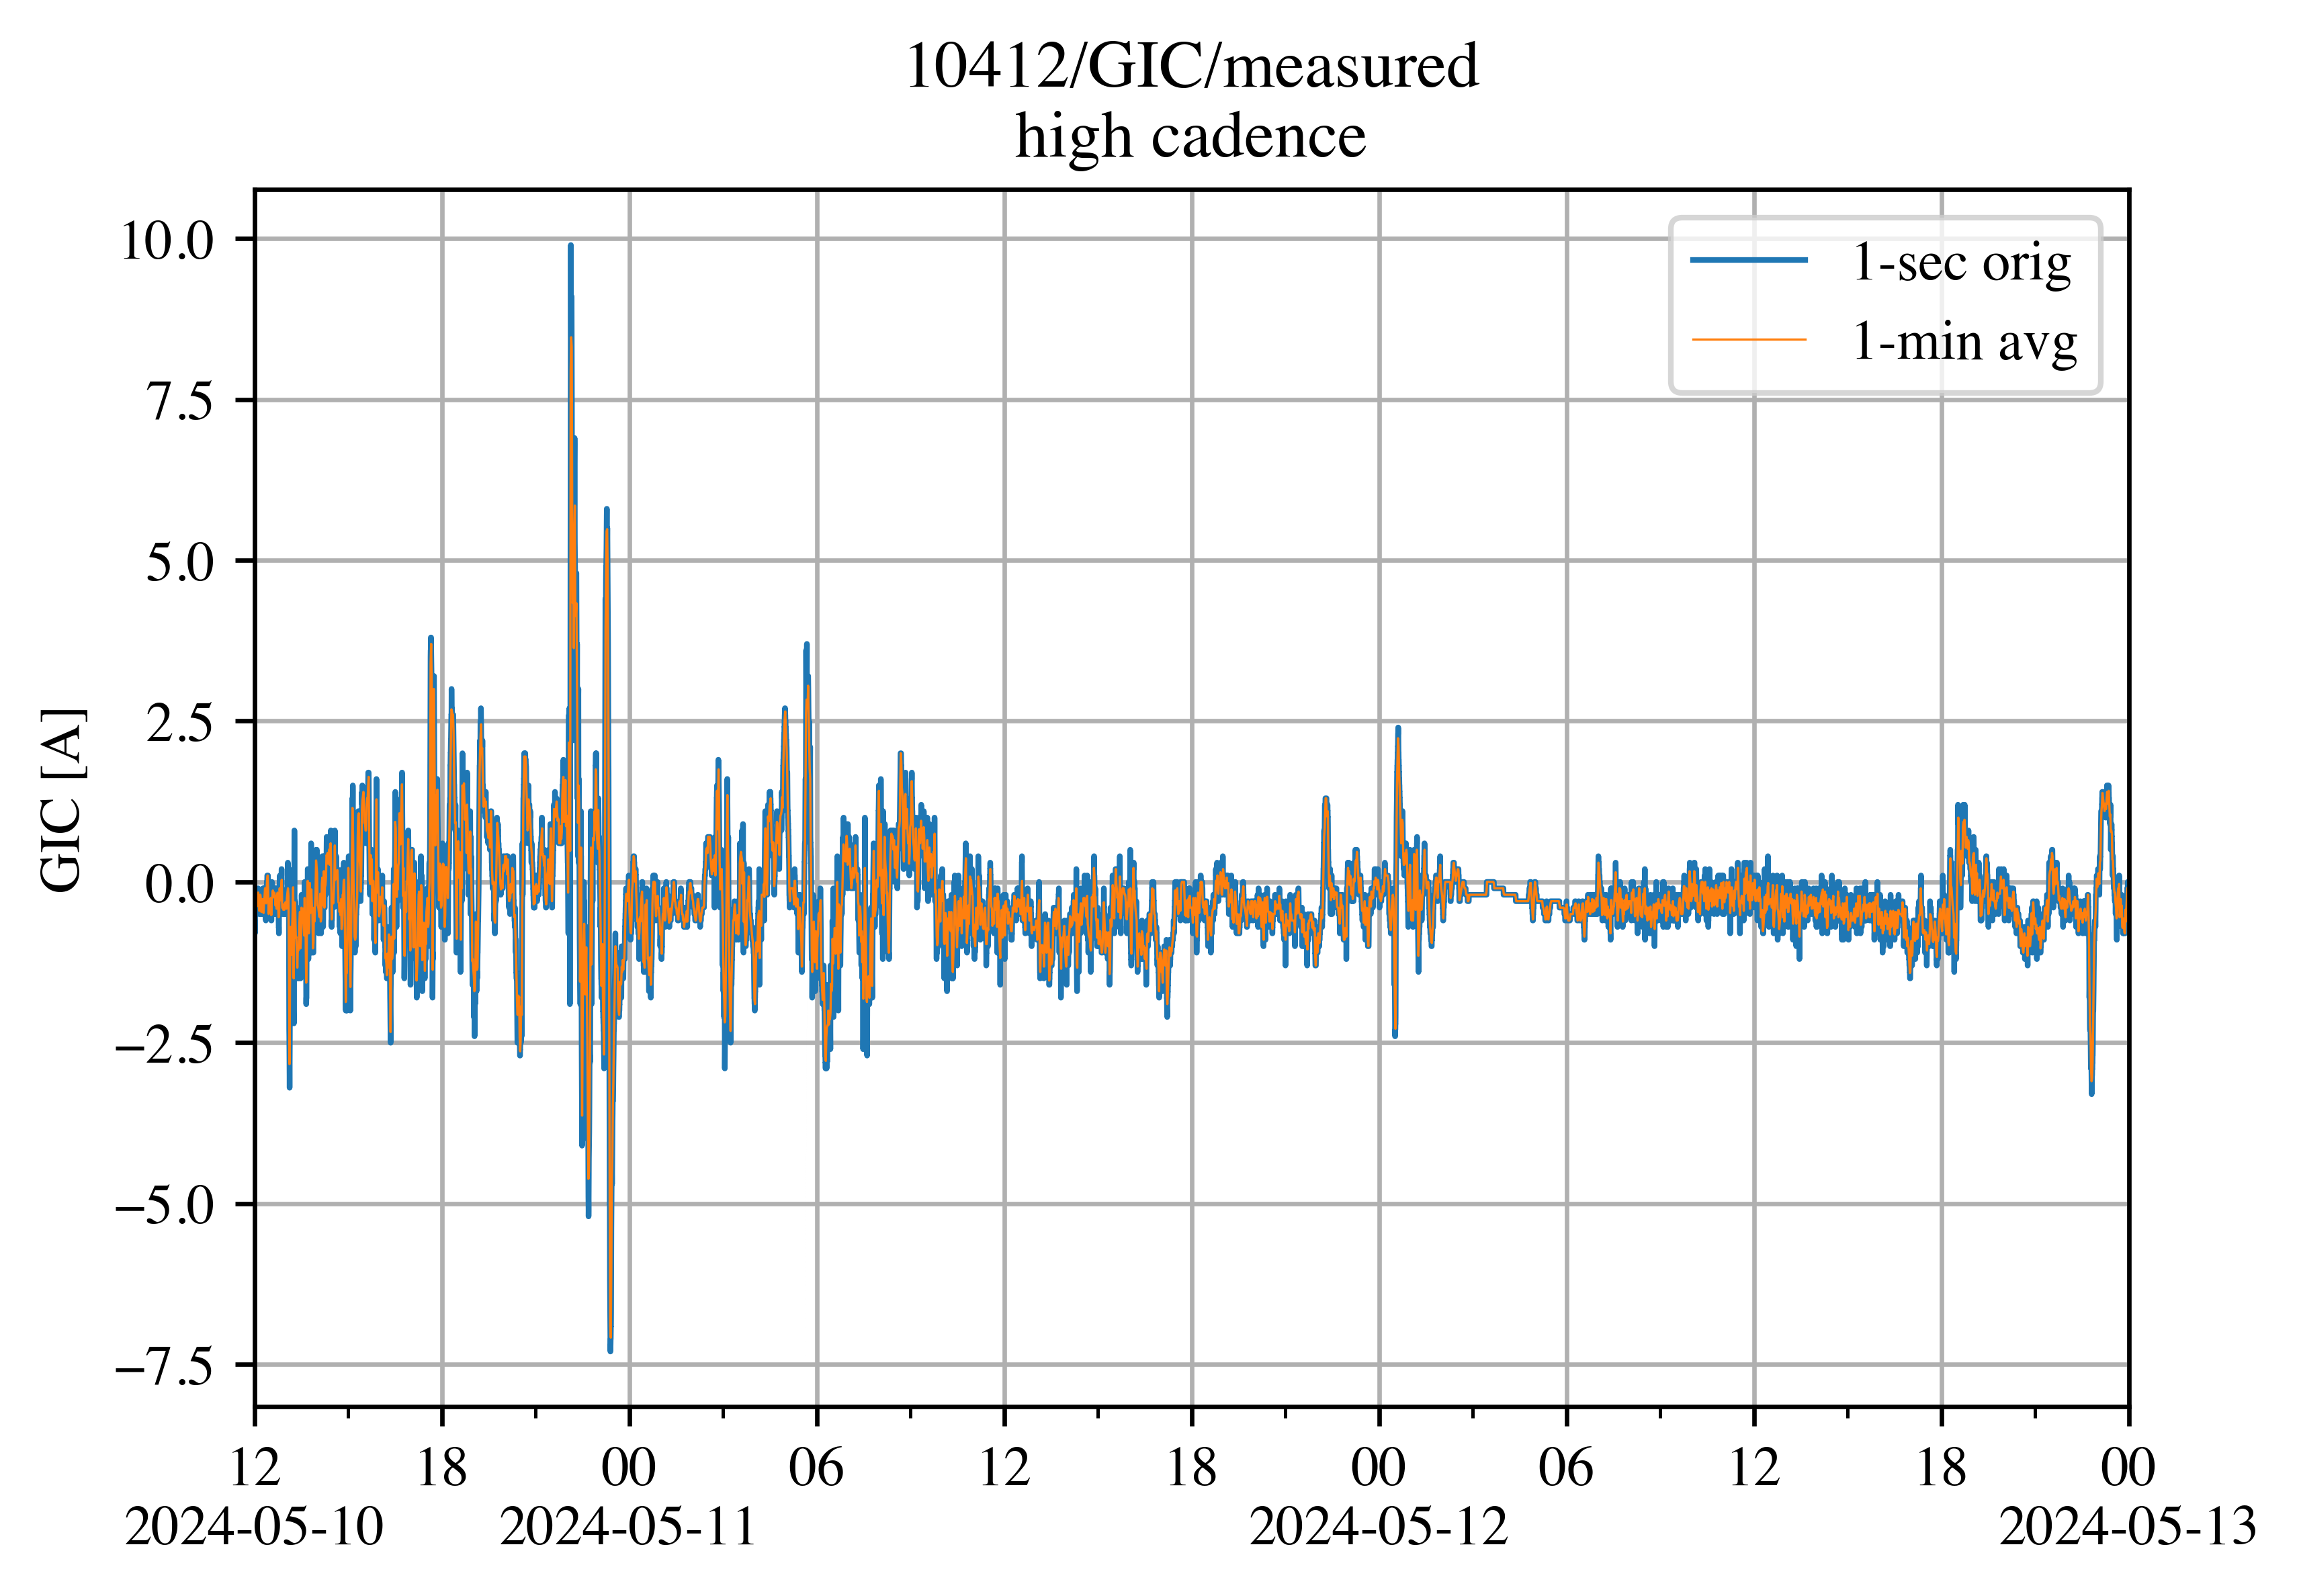 10412/GIC/measured
high cadence
GIC [A]
10.0
7.5
5.0
2.5
0.0
−2.5
−5.0
−7.5
1-sec orig
1-min avg
12 18 00 06 12 18 00 06 12 18 00
2024-05-10 2024-05-11 2024-05-12 2024-05-13